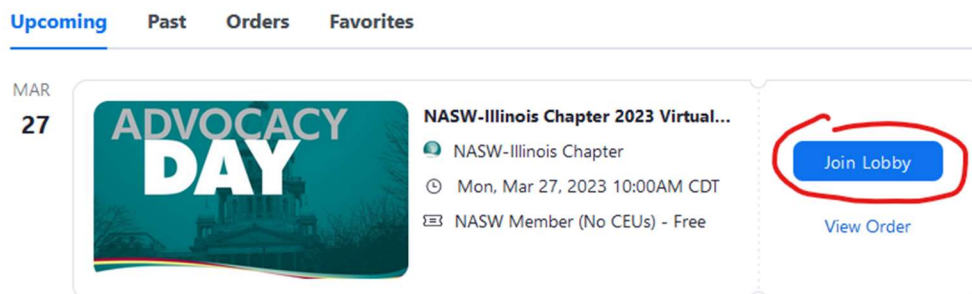 Upcoming Past Orders Favorites
MAR
27
ADVOCACY
DAY
NASW-Illinois Chapter 2023 Virtual...
NASW-Illinois Chapter
Mon, Mar 27, 2023 10:00AM CDT
NASW Member (No CEUs) - Free
Join Lobby
View Order